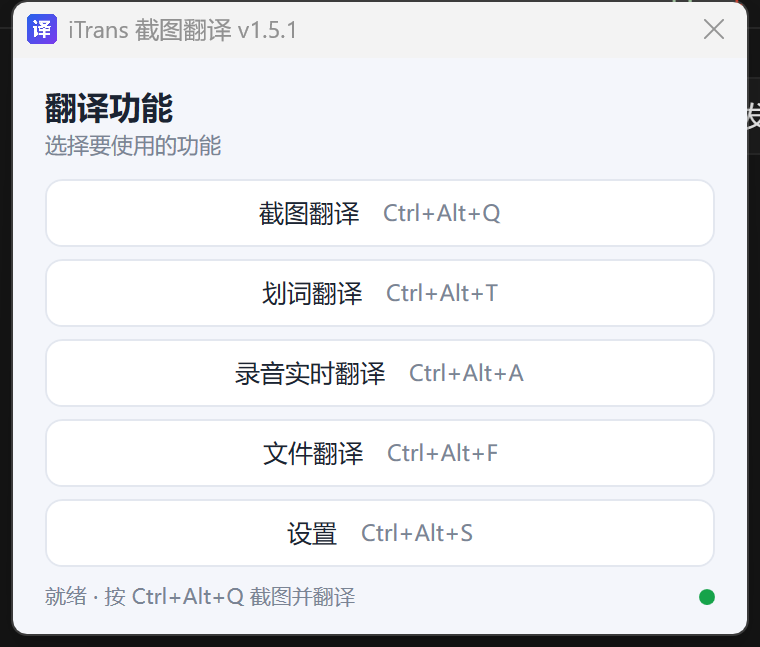 译 iTrans 截图翻译 v1.5.1
翻译功能
选择要使用的功能
截图翻译 Ctrl+Alt+Q
划词翻译 Ctrl+Alt+T
录音实时翻译 Ctrl+Alt+A
文件翻译 Ctrl+Alt+F
设置 Ctrl+Alt+S
就绪 · 按 Ctrl+Alt+Q 截图并翻译